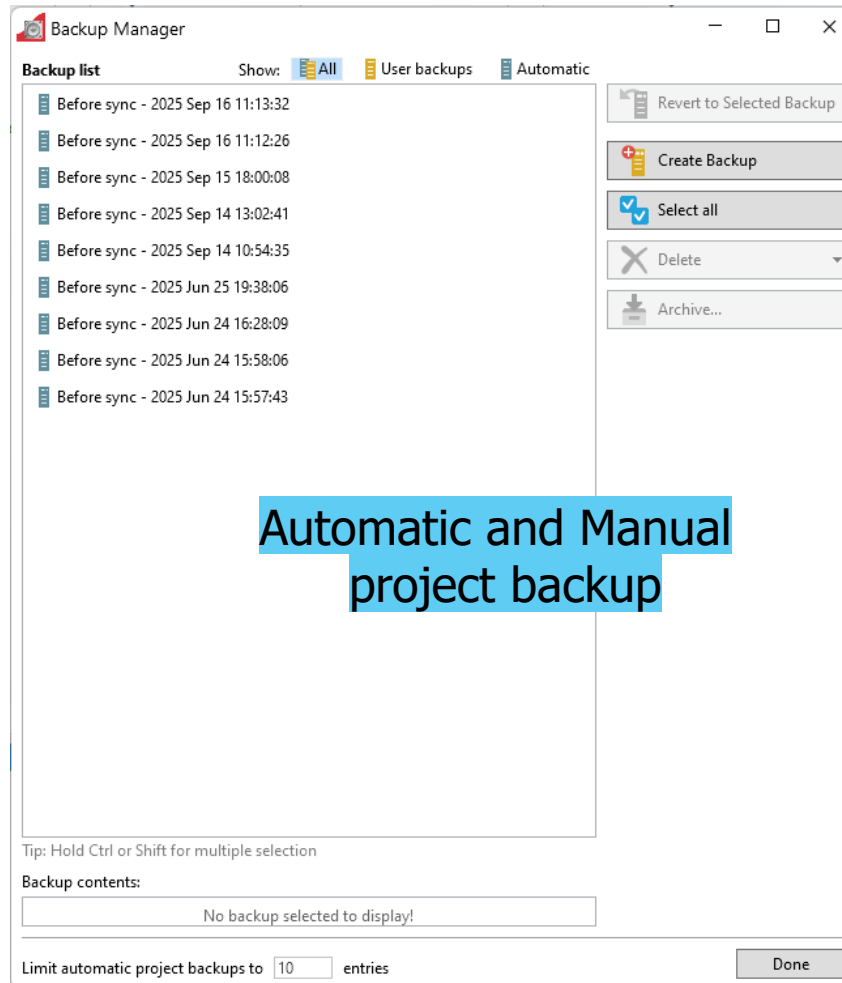 Backup Manager
Backup list Show: All User backups Automatic
Before sync - 2025 Sep 16 11:13:32
Before sync - 2025 Sep 16 11:12:26
Before sync - 2025 Sep 15 18:00:08
Before sync - 2025 Sep 14 13:02:41
Before sync - 2025 Sep 14 10:54:35
Before sync - 2025 Jun 25 19:38:06
Before sync - 2025 Jun 24 16:28:09
Before sync - 2025 Jun 24 15:58:06
Before sync - 2025 Jun 24 15:57:43
Revert to Selected Backup
Create Backup
Select all
Delete
Archive...
Automatic and Manual
project backup
Tip: Hold Ctrl or Shift for multiple selection
Backup contents:
No backup selected to display!
Limit automatic project backups to 10 entries
Done